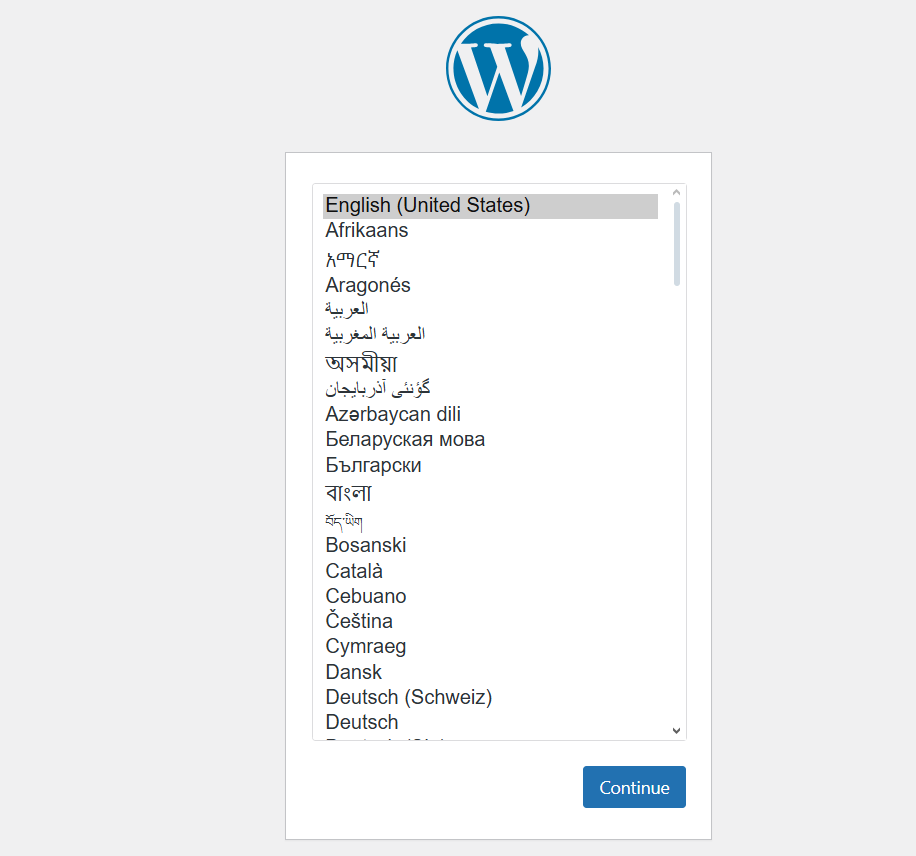 English (United States)
Afrikaans
አማርኛ
Aragonés
العربية
العربية المغربية
অসমীয়া
گؤنئی آذربایجان
Azərbaycan dili
Беларуская мова
Български
বাংলা
བོད་ཡིག
Bosanski
Català
Cebuano
Čeština
Cymraeg
Dansk
Deutsch (Schweiz)
Deutsch
Continue